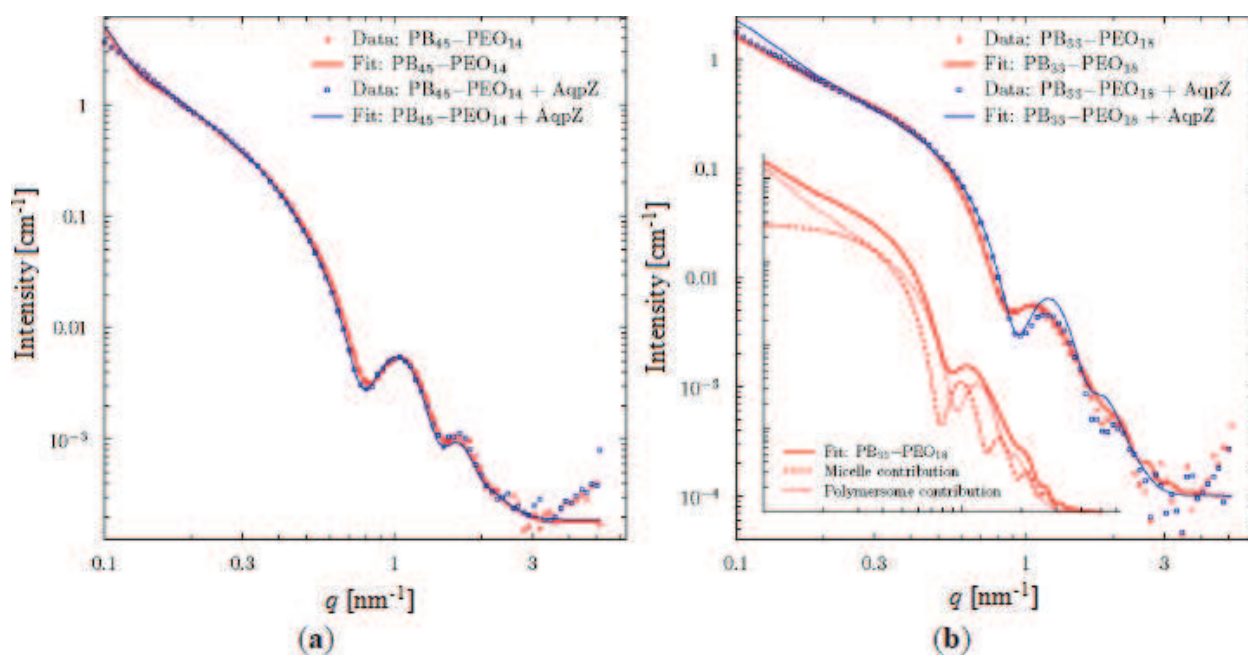 Data: PB₄₅−PEO₁₄
Fit: PB₄₅−PEO₁₄
Data: PB₄₅−PEO₁₄ + AqpZ
Fit: PB₄₅−PEO₁₄ + AqpZ
1
0.1
0.01
10⁻³
Intensity [cm⁻¹]
0.1
0.3
1
3
q [nm⁻¹]
(a)
Data: PB₃₃−PEO₁₈
Fit: PB₃₃−PEO₁₈
Data: PB₃₃−PEO₁₈ + AqpZ
Fit: PB₃₃−PEO₁₈ + AqpZ
1
0.1
0.01
10⁻³
10⁻⁴
Intensity [cm⁻¹]
Fit: PB₃₃−PEO₁₈
Micelle contribution
Polymersome contribution
0.1
0.3
1
3
q [nm⁻¹]
(b)